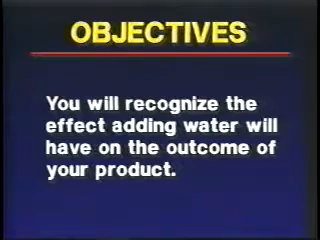 OBJECTIVES
You will recognize the
effect adding water will
have on the outcome of
your product.